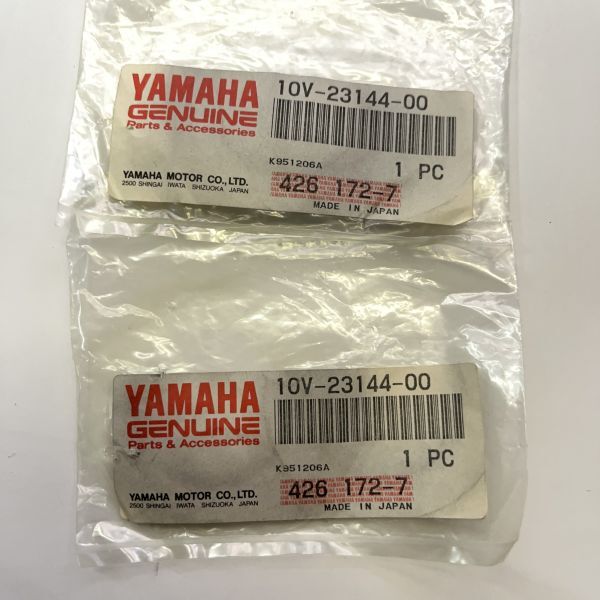 YAMAHA
GENUINE
Parts & Accessories
10V-23144-00
K951206A
1 PC
YAMAHA MOTOR CO., LTD.
2500 SHINGAI IWATA SHIZUOKA JAPAN
426 172-7
MADE IN JAPAN
YAMAHA
GENUINE
Parts & Accessories
10V-23144-00
K951206A
1 PC
YAMAHA MOTOR CO., LTD.
2500 SHINGAI IWATA SHIZUOKA JAPAN
426 172-7
MADE IN JAPAN